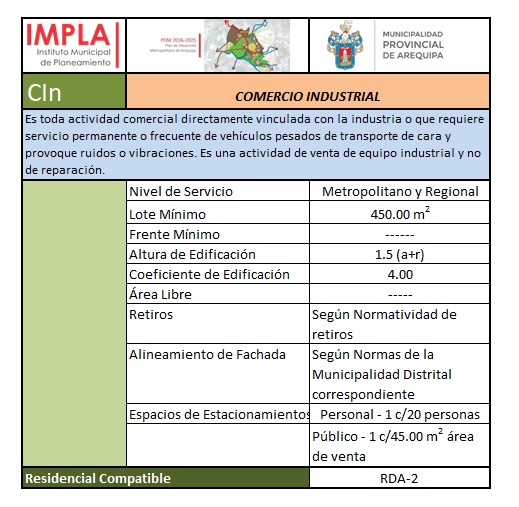 IMPLA
Instituto Municipal
de Planeamiento
PDM 2016-2025
Plan de Desarrollo
Metropolitano de Arequipa
MUNICIPALIDAD
PROVINCIAL
DE AREQUIPA
CIn
COMERCIO INDUSTRIAL
Es toda actividad comercial directamente vinculada con la industria o que requiere
servicio permanente o frecuente de vehículos pesados de transporte de cara y
provoque ruidos o vibraciones. Es una actividad de venta de equipo industrial y no
de reparación.
Nivel de Servicio Metropolitano y Regional
Lote Mínimo 450.00 m²
Frente Mínimo ------
Altura de Edificación 1.5 (a+r)
Coeficiente de Edificación 4.00
Área Libre -----
Retiros Según Normatividad de
retiros
Alineamiento de Fachada Según Normas de la
Municipalidad Distrital
correspondiente
Espacios de Estacionamientos Personal - 1 c/20 personas
Público - 1 c/45.00 m² área
de venta
Residencial Compatible RDA-2